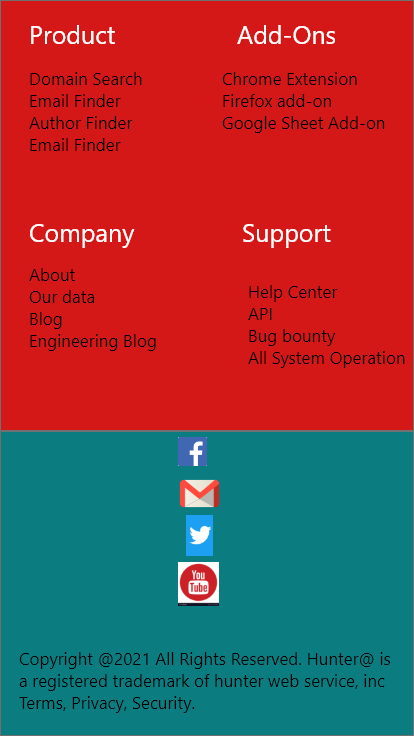 Product
Domain Search
Email Finder
Author Finder
Email Finder
Add-Ons
Chrome Extension
Firefox add-on
Google Sheet Add-on
Company
About
Our data
Blog
Engineering Blog
Support
Help Center
API
Bug bounty
All System Operation
f
You
Tube
Copyright @2021 All Rights Reserved. Hunter@ is
a registered trademark of hunter web service, inc
Terms, Privacy, Security.